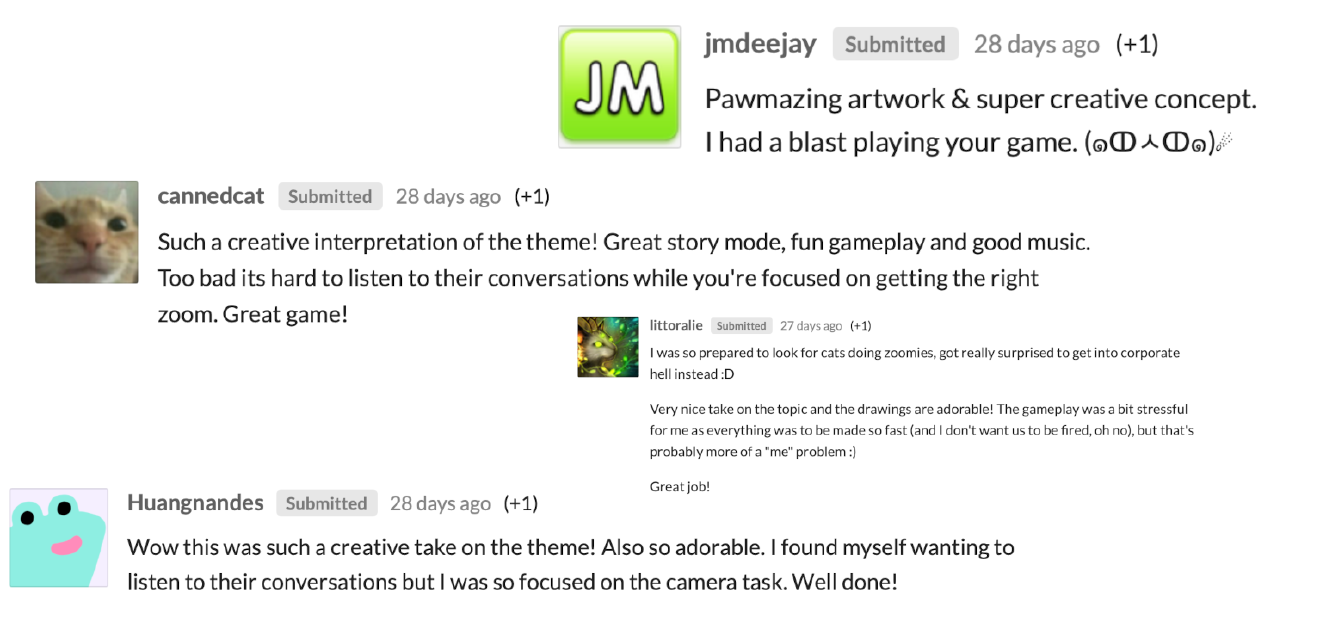 JM
jmdeejay Submitted 28 days ago (+1)
Pawmazing artwork & super creative concept.
I had a blast playing your game. (๑ↀᆺↀ๑)☄
cannedcat Submitted 28 days ago (+1)
Such a creative interpretation of the theme! Great story mode, fun gameplay and good music.
Too bad its hard to listen to their conversations while you're focused on getting the right
zoom. Great game!
littoralie Submitted 27 days ago (+1)
I was so prepared to look for cats doing zoomies, got really surprised to get into corporate
hell instead :D
Very nice take on the topic and the drawings are adorable! The gameplay was a bit stressful
for me as everything was to be made so fast (and I don't want us to be fired, oh no), but that's
probably more of a "me" problem :)
Great job!
Huangnandes Submitted 28 days ago (+1)
Wow this was such a creative take on the theme! Also so adorable. I found myself wanting to
listen to their conversations but I was so focused on the camera task. Well done!